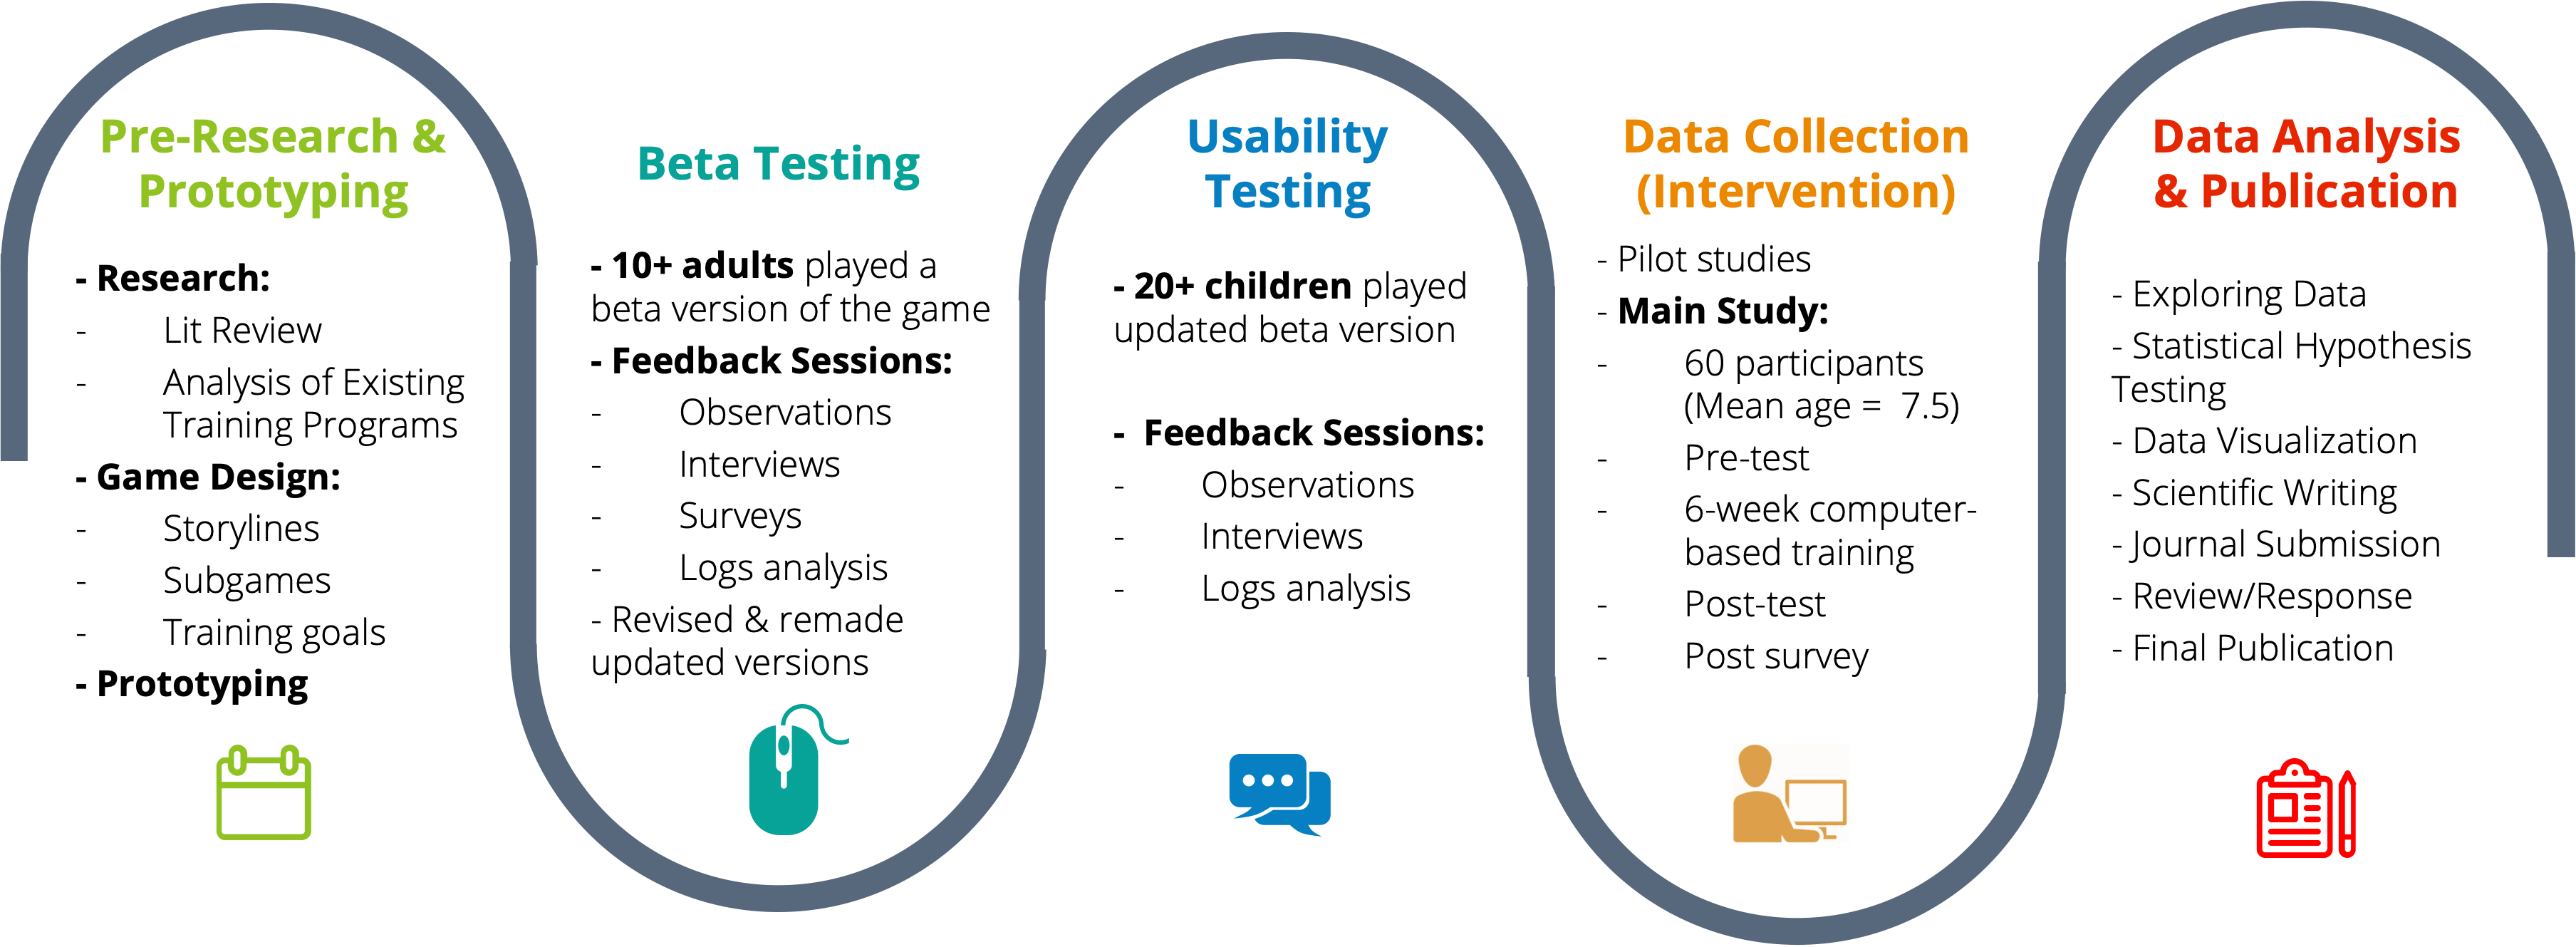 Pre-Research &
Prototyping
- Research:
- Lit Review
- Analysis of Existing
Training Programs
- Game Design:
- Storylines
- Subgames
- Training goals
- Prototyping
Beta Testing
- 10+ adults played a
beta version of the game
- Feedback Sessions:
- Observations
- Interviews
- Surveys
- Logs analysis
- Revised & remade
updated versions
Usability
Testing
- 20+ children played
updated beta version
- Feedback Sessions:
- Observations
- Interviews
- Logs analysis
Data Collection
(Intervention)
- Pilot studies
- Main Study:
- 60 participants
(Mean age = 7.5)
- Pre-test
- 6-week computer-
based training
- Post-test
- Post survey
Data Analysis
& Publication
- Exploring Data
- Statistical Hypothesis
Testing
- Data Visualization
- Scientific Writing
- Journal Submission
- Review/Response
- Final Publication